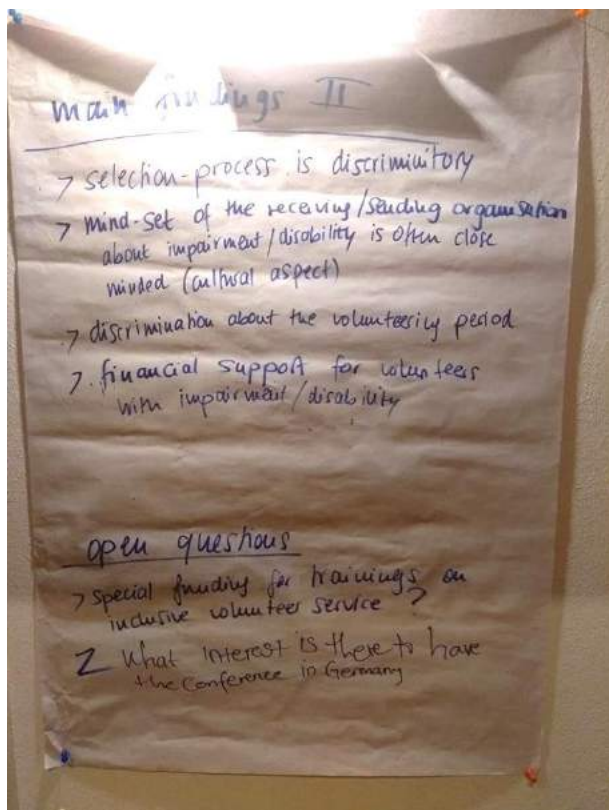 main findings II
> selection-process is discriminitory
> mind-set of the receiving/sending organisation
about impairment/disability is often close
minded (cultural aspect)
> discrimination about the volunteering period
> financial support for volunteers
with impairment/disability
open questions
> special funding for trainings on
inclusive volunteer service ?
> What interest is there to have
the conference in Germany